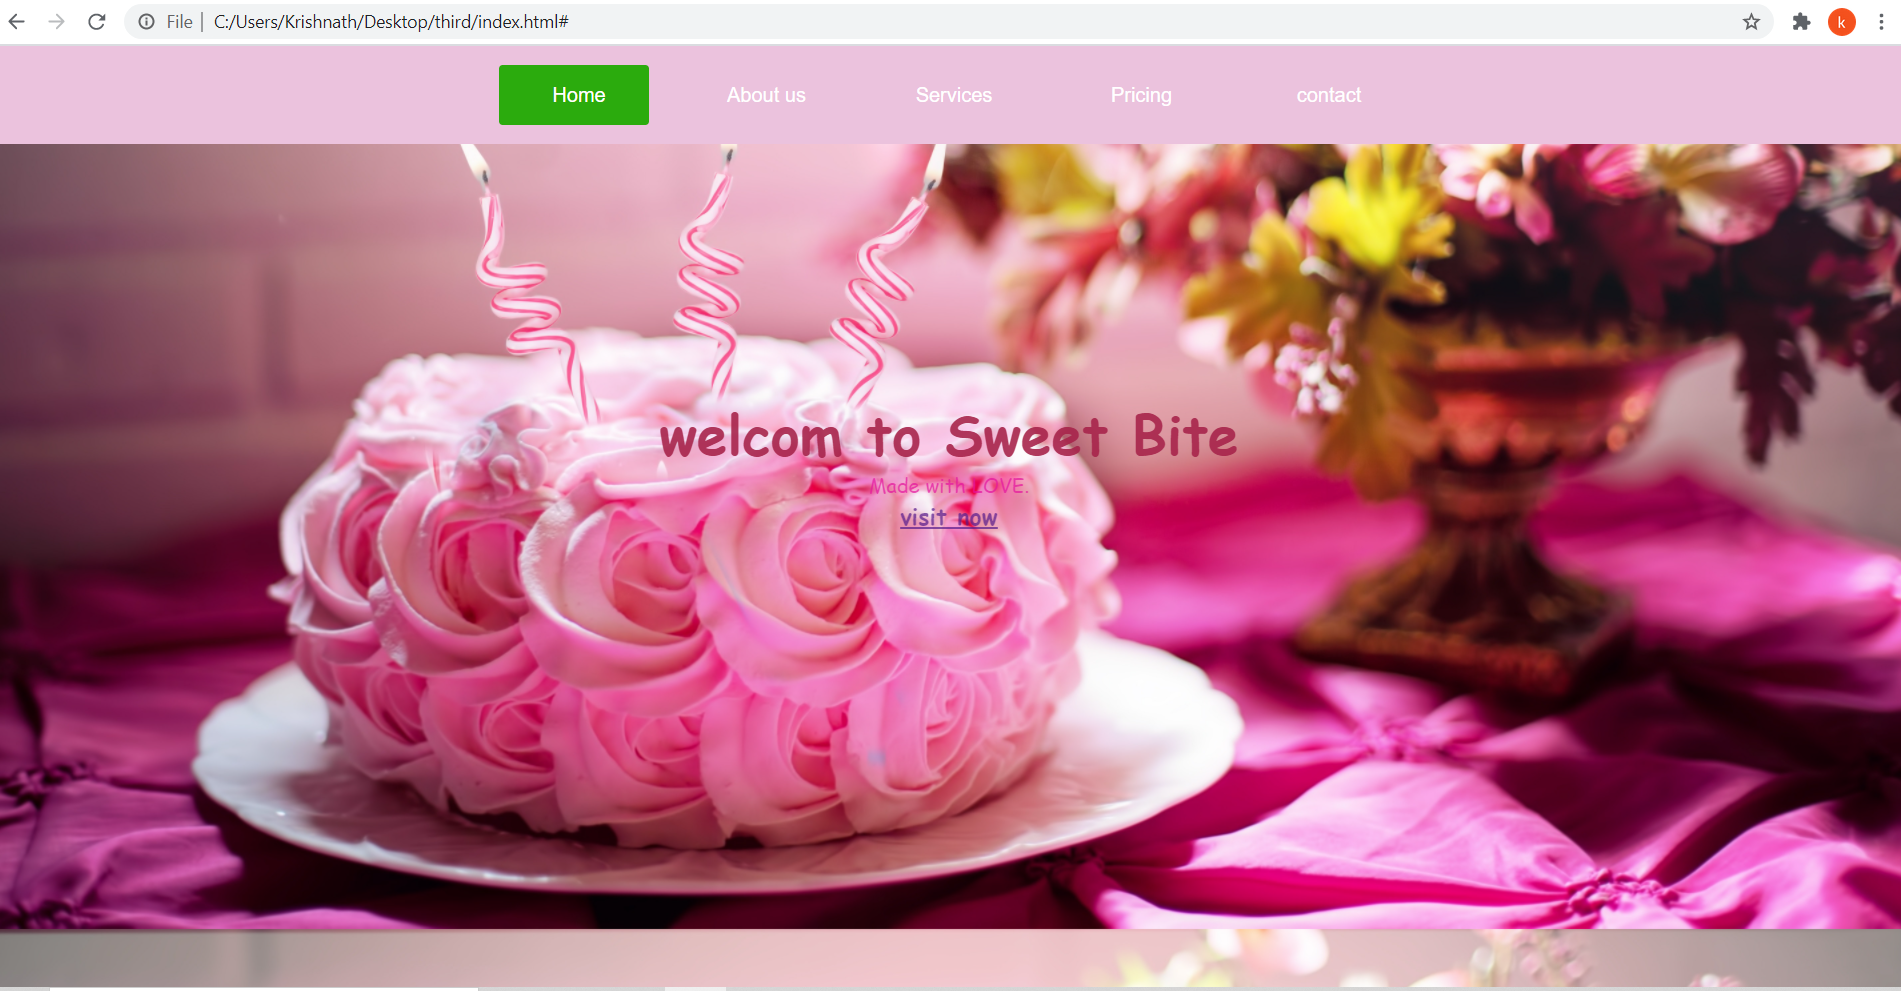 File | C:/Users/Krishnath/Desktop/third/index.html#
k
Home About us Services Pricing contact
welcom to Sweet Bite
Made with LOVE.
visit now